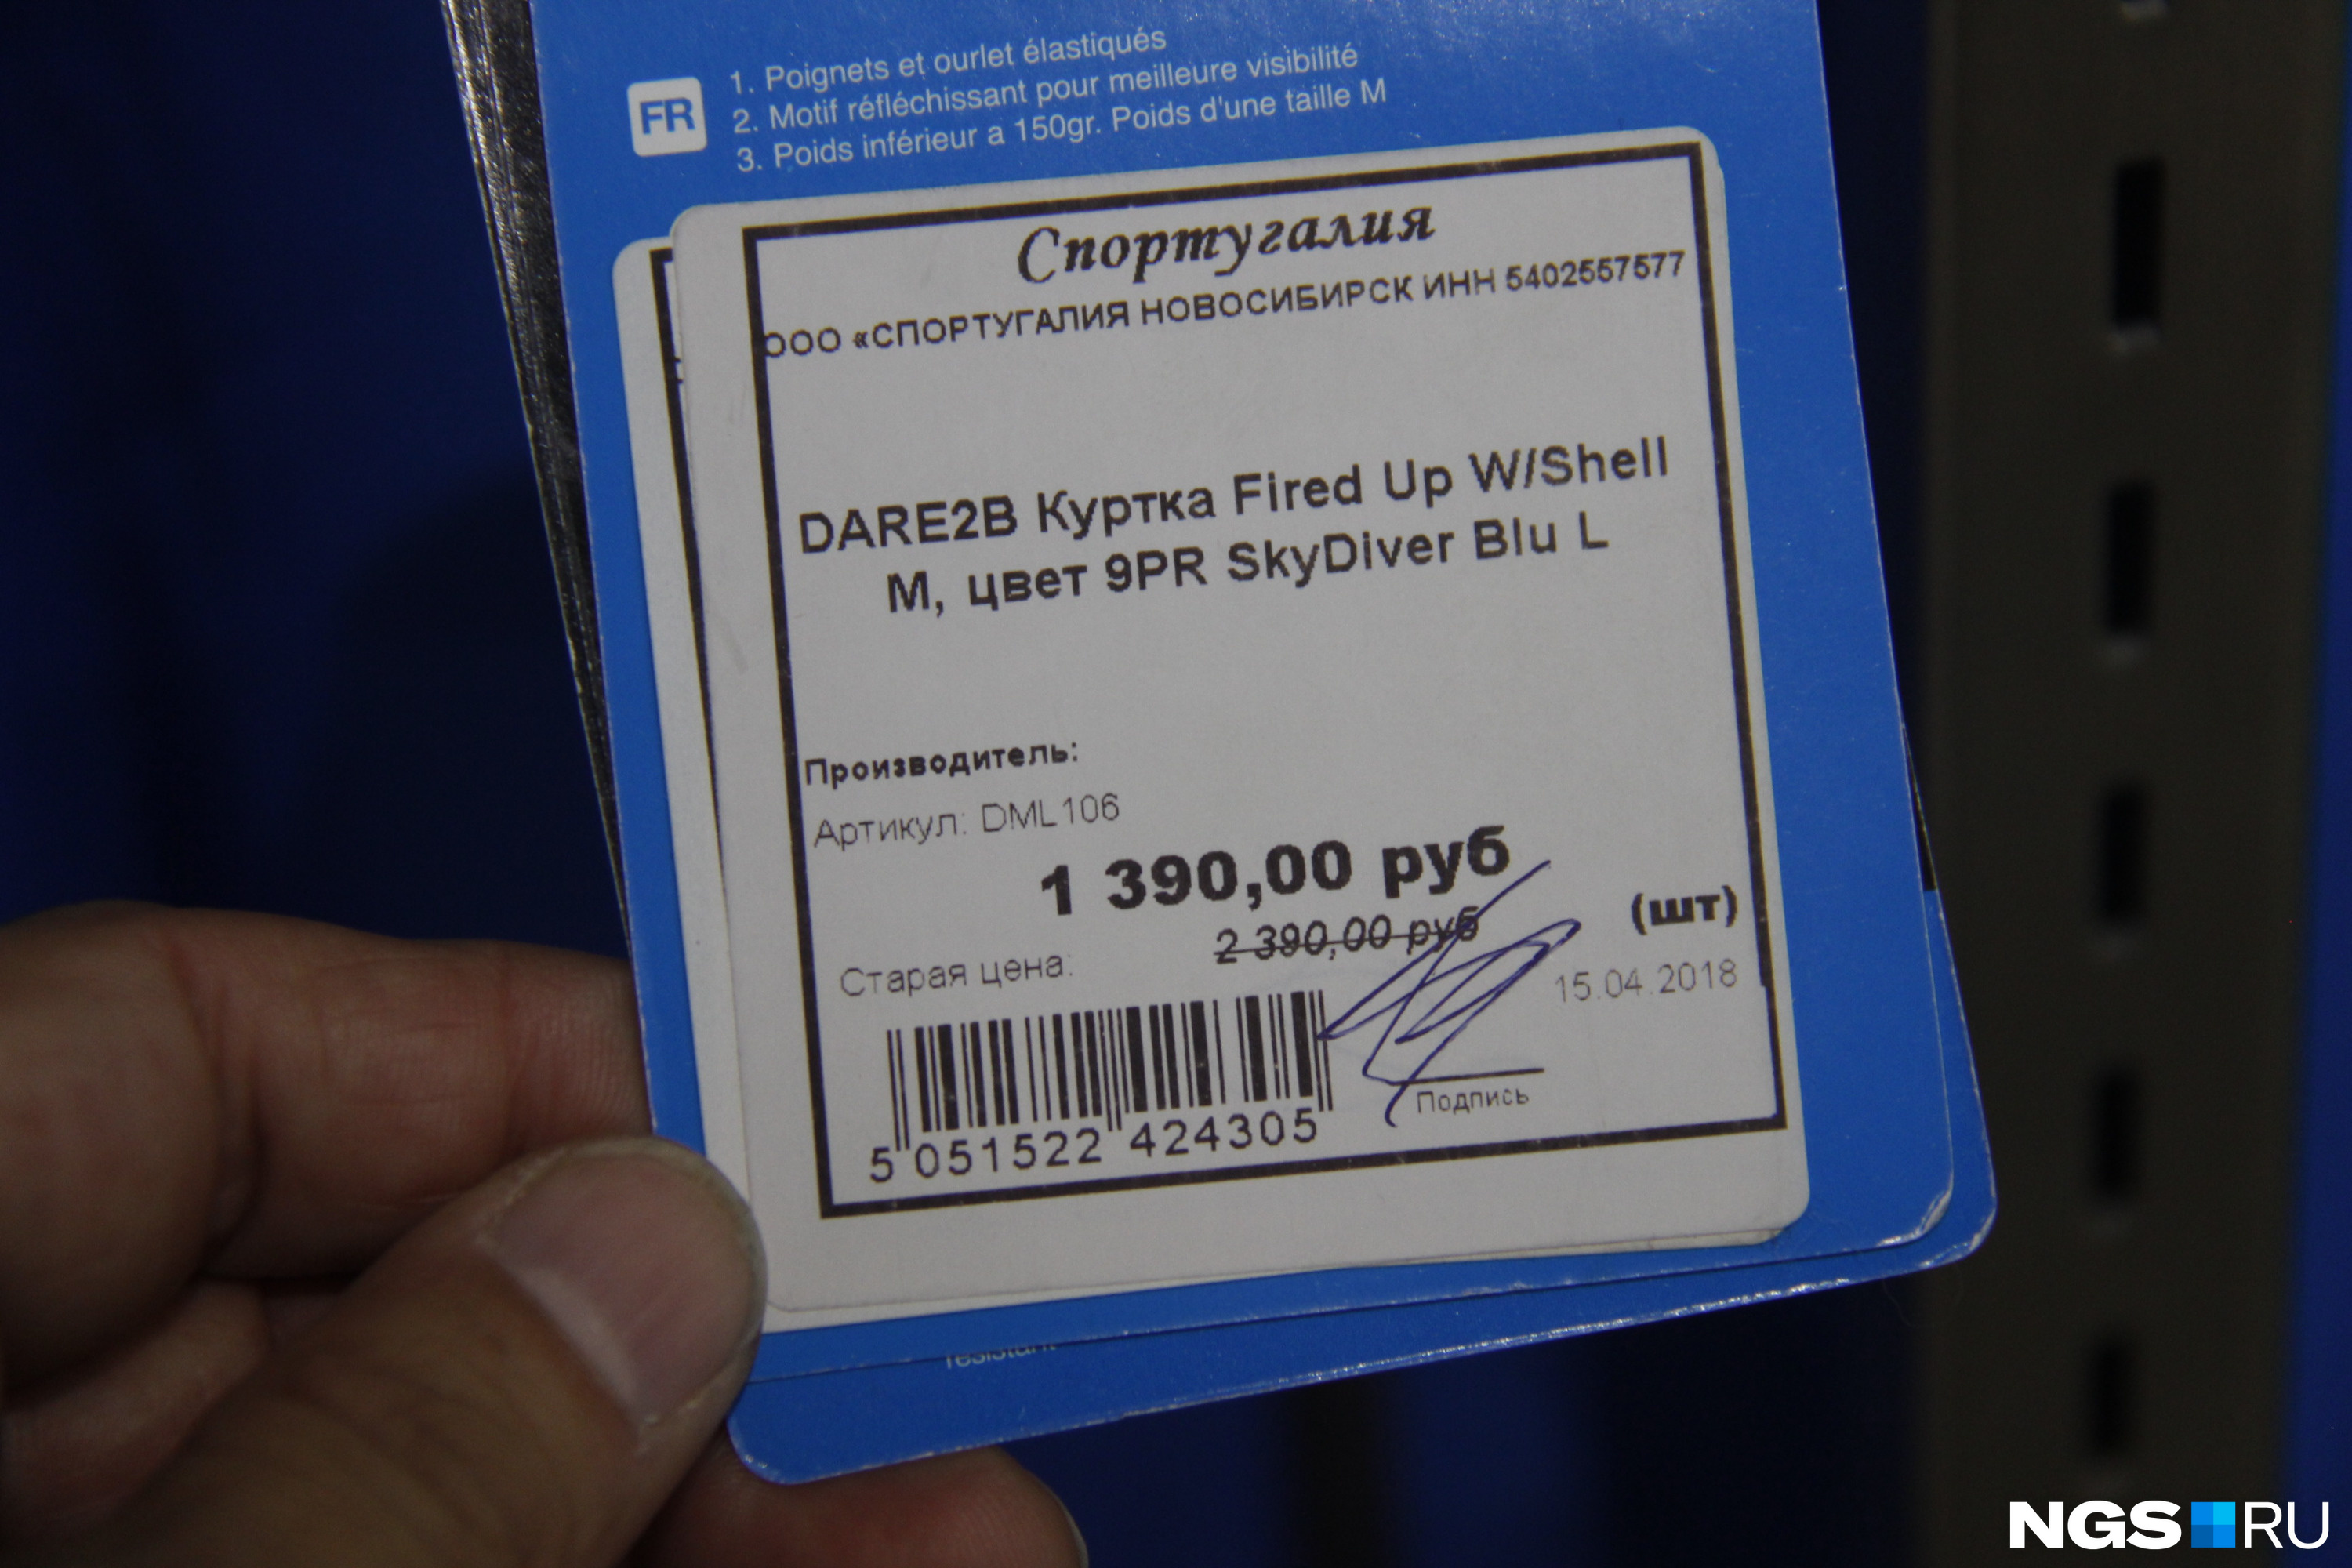 FR
1. Poignets et ourlet élastiqués
2. Motif réfléchissant pour meilleure visibilité
3. Poids inférieur a 150gr. Poids d'une taille M
Спортугалия
ООО «СПОРТУГАЛИЯ НОВОСИБИРСК ИНН 5402557577
DARE2B Куртка Fired Up W/Shell
M, цвет 9PR SkyDiver Blu L
Производитель:
Артикул: DML106
1 390,00 руб
(шт)
Старая цена: 2 390,00 руб
15.04.2018
Подпись
5 051522 424305
NGS RU